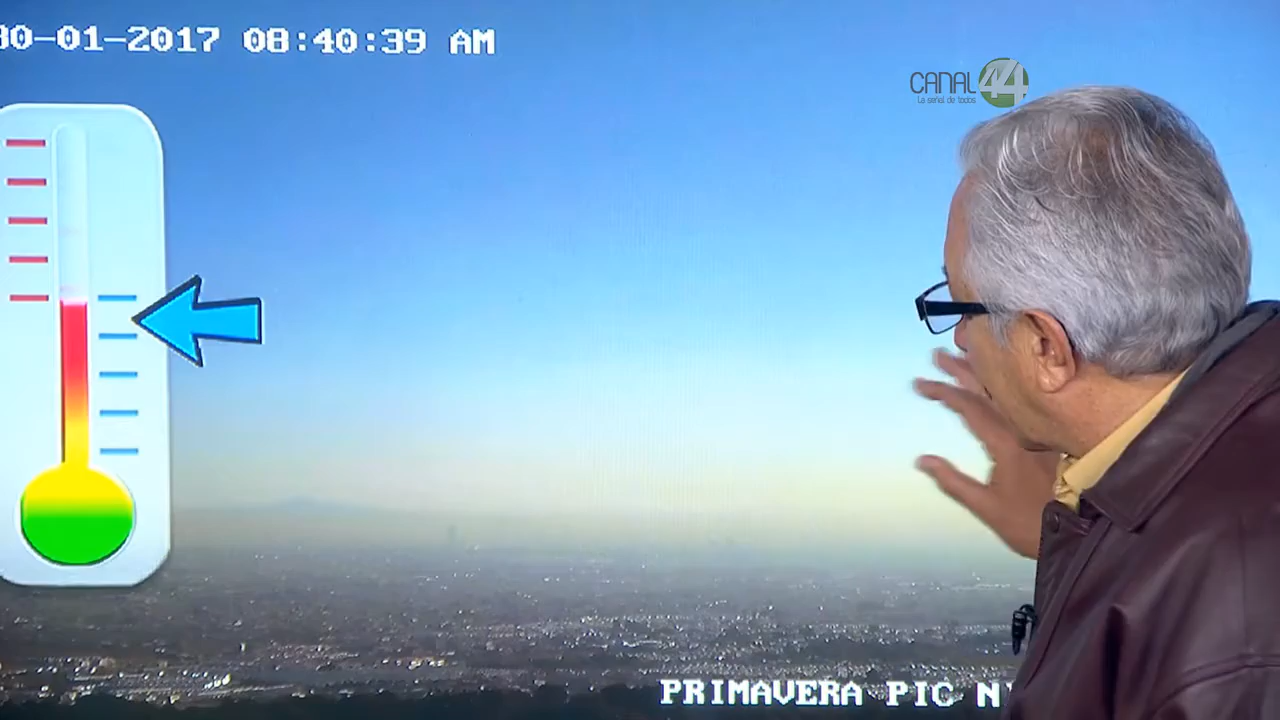 30-01-2017 08:40:39 AM
CANAL 44
La señal de todos
PRIMAVERA PIC